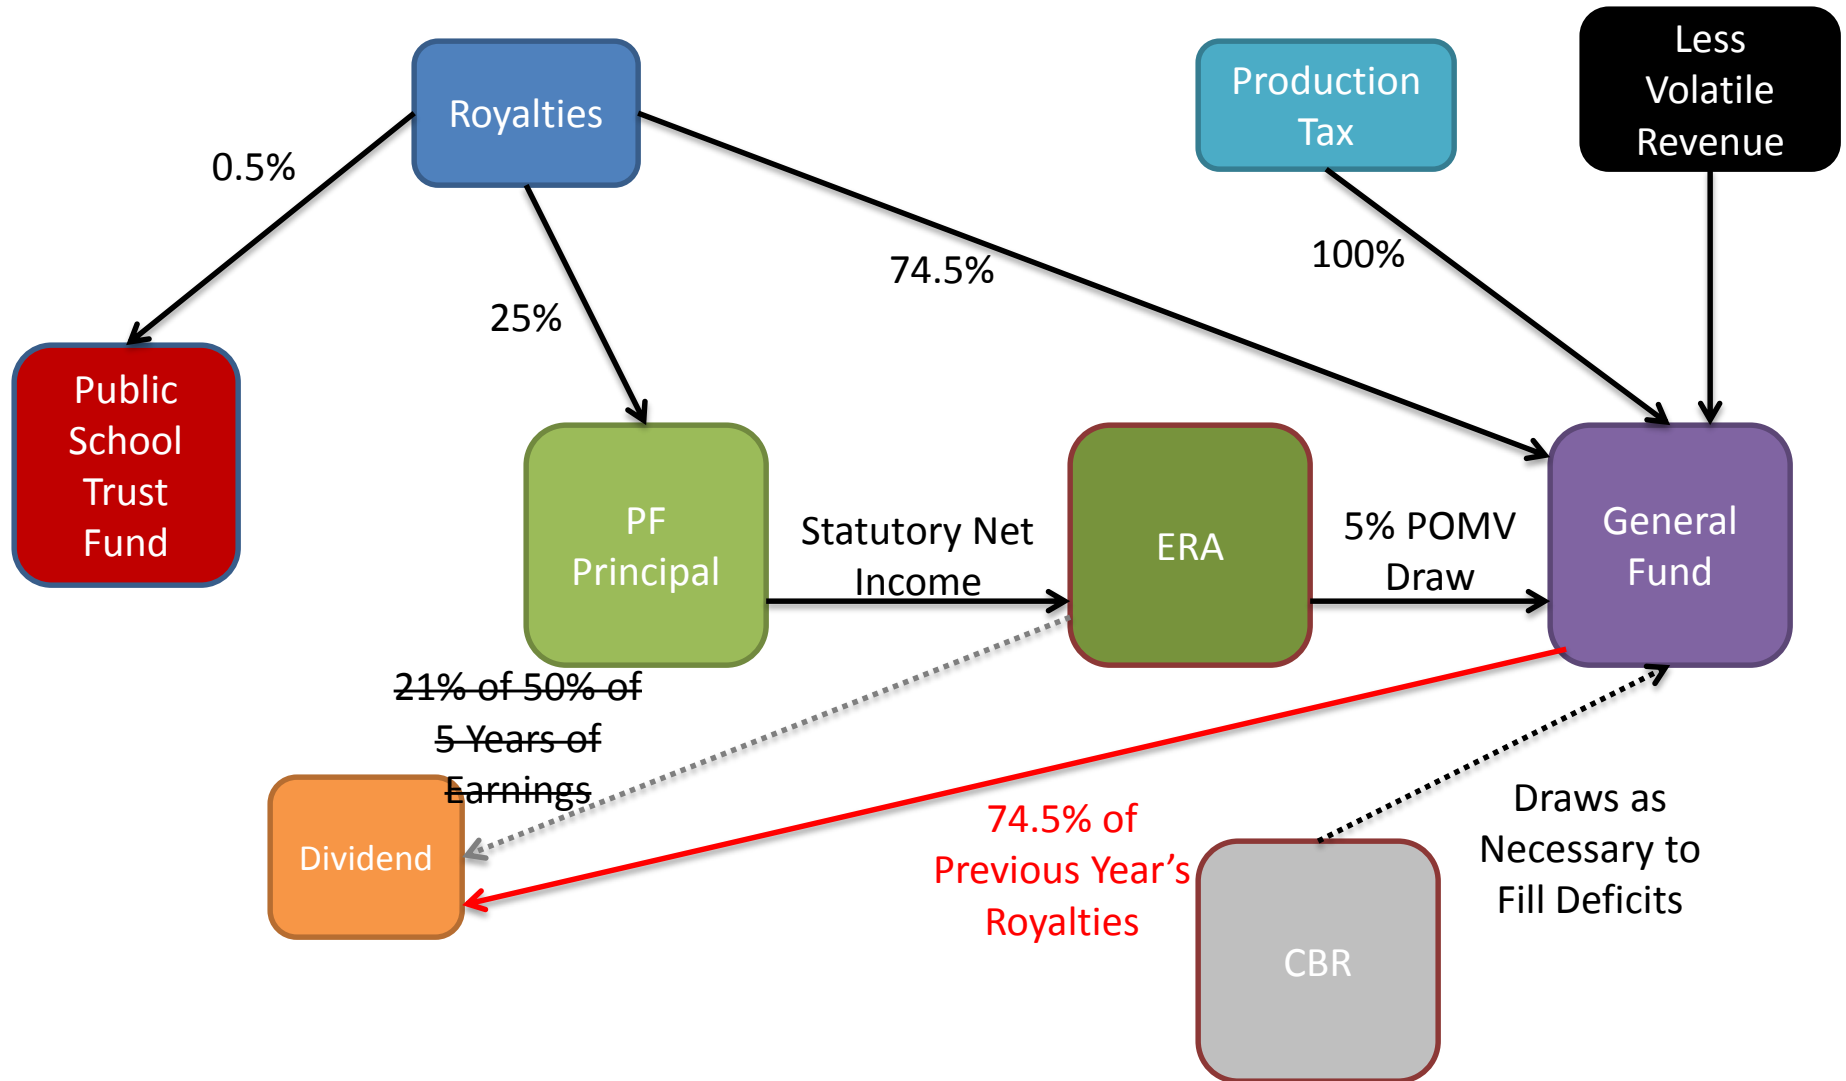 Royalties
Production
Tax
Less
Volatile
Revenue
0.5%
25%
74.5%
100%
Public
School
Trust
Fund
PF
Principal
Statutory Net
Income
ERA
5% POMV
Draw
General
Fund
21% of 50% of
5 Years of
Earnings
Dividend
74.5% of
Previous Year’s
Royalties
CBR
Draws as
Necessary to
Fill Deficits